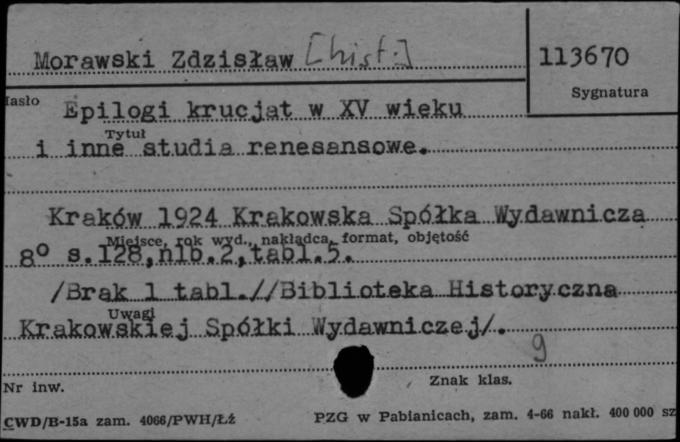 Morawski Zdzisław [hist.]
113670
Sygnatura
Hasło
Epilogi krucjat w XV wieku
Tytuł
i inne studia renesansowe.
Kraków 1924 Krakowska Spółka Wydawnicza
Miejsce, rok wyd., nakładca, format, objętość
8° s.128,nlb.2,tabl.5.
/Brak 1 tabl.//Biblioteka Historyczna
Uwagi
Krakowskiej Spółki Wydawniczej/.
9
Nr inw.
Znak klas.
CWD/B-15a zam. 4066/PWH/Łż
PZG w Pabianicach, zam. 4-66 nakł. 400 000 sz